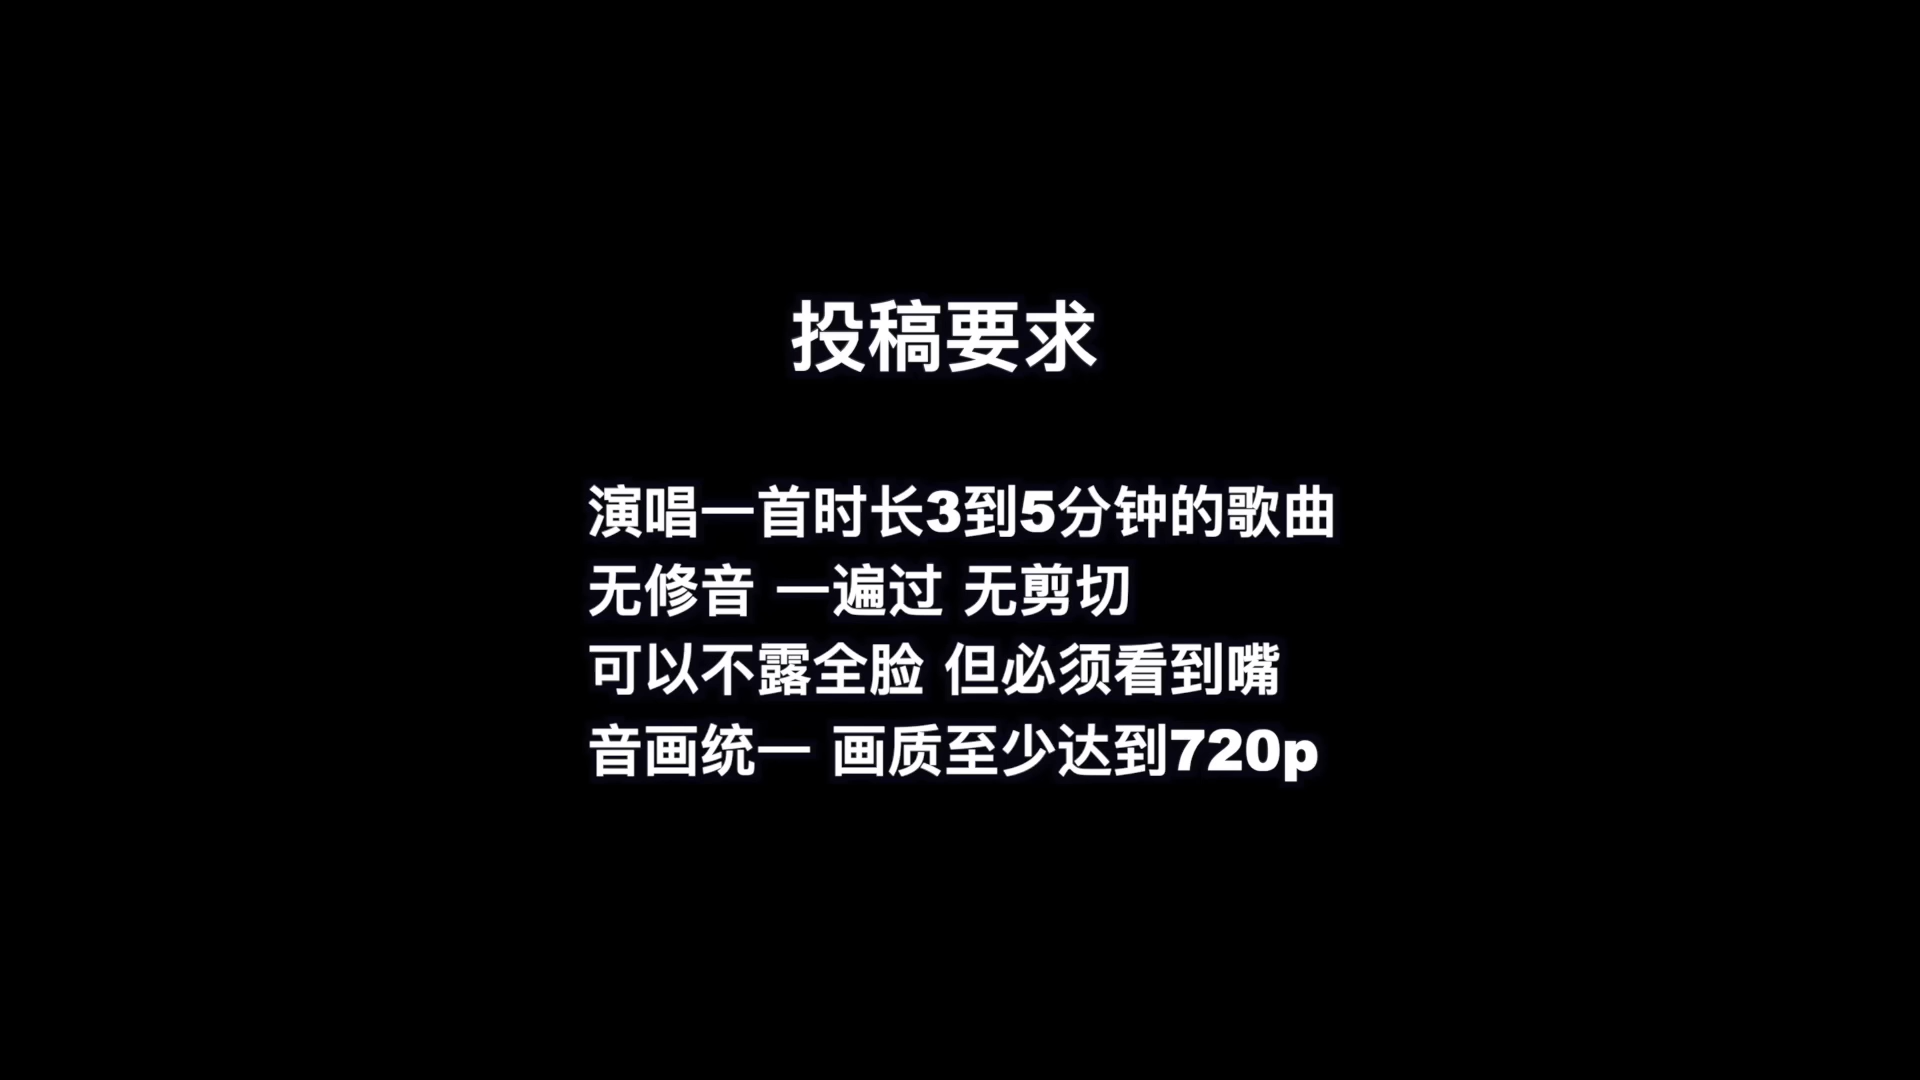 投稿要求
演唱一首时长3到5分钟的歌曲
无修音 一遍过 无剪切
可以不露全脸 但必须看到嘴
音画统一 画质至少达到720p